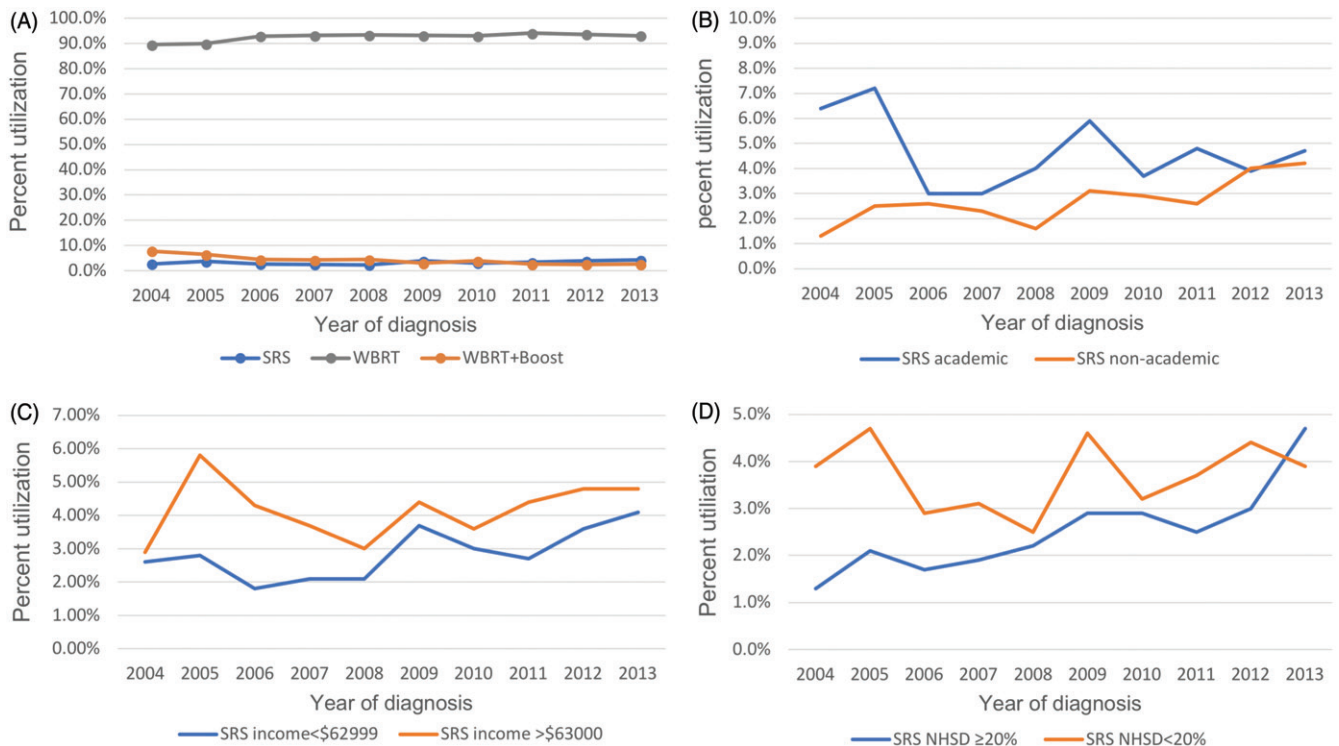 (A)
100.0%
90.0%
80.0%
70.0%
60.0%
50.0%
40.0%
30.0%
20.0%
10.0%
0.0%
Percent utilization
2004 2005 2006 2007 2008 2009 2010 2011 2012 2013
Year of diagnosis
SRS WBRT WBRT+Boost
(B)
10.0%
9.0%
8.0%
7.0%
6.0%
5.0%
4.0%
3.0%
2.0%
1.0%
0.0%
pecent utilization
2004 2005 2006 2007 2008 2009 2010 2011 2012 2013
Year of diagnosis
SRS academic SRS non-academic
(C)
7.00%
6.00%
5.00%
4.00%
3.00%
2.00%
1.00%
0.00%
Percent utilization
2004 2005 2006 2007 2008 2009 2010 2011 2012 2013
Year of diagnosis
SRS income<$62999 SRS income >$63000
(D)
5.0%
4.0%
3.0%
2.0%
1.0%
0.0%
Percent utiliation
2004 2005 2006 2007 2008 2009 2010 2011 2012 2013
Year of diagnosis
SRS NHSD ≥20% SRS NHSD<20%